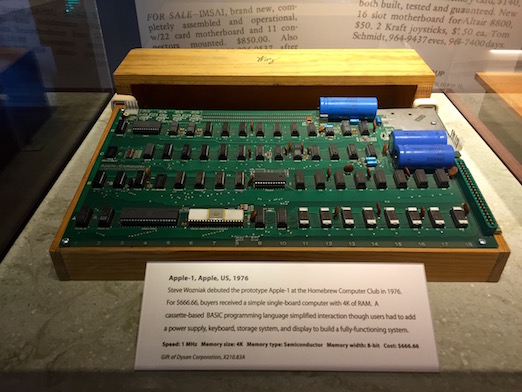 FOR SALE—IMSAI, brand new, com-
pletely assembled and operational,
w/22 card motherboard and 11 con-
nectors mounted. $850.00. Also
after
both built, tested and guaranteed. New
16 slot motherboard for Altair 8800,
$50. 2 Kraft joysticks, ea. Tom
Schmidt, 964-9437 eves, days.
Apple-1, Apple, US, 1976
Steve Wozniak debuted the prototype Apple-1 at the Homebrew Computer Club in 1976.
For $666.66, buyers received a simple single-board computer with 4K of RAM. A
cassette-based BASIC programming language simplified interaction though users had to add
a power supply, keyboard, storage system, and display to build a fully-functioning system.
Speed: 1 MHz Memory size: 4K Memory type: Semiconductor Memory width: 8-bit Cost: $666.66
Gift of Dysan Corporation, X210.83A